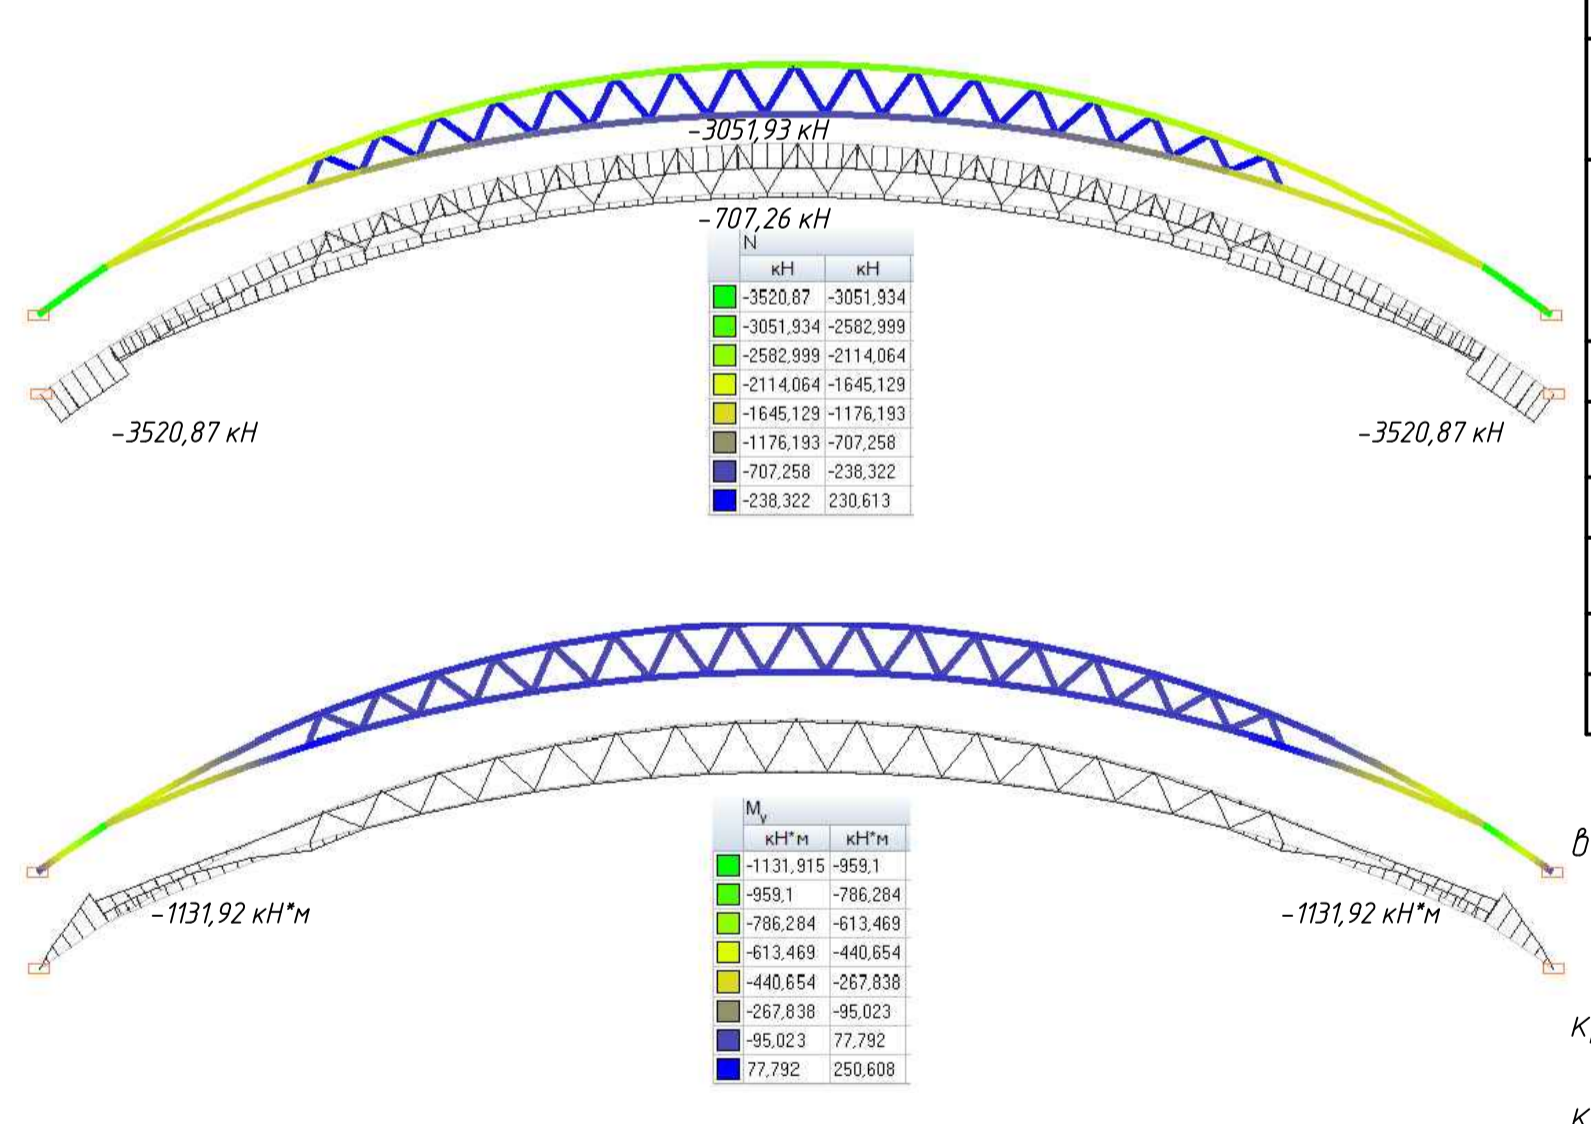 -3051,93 кН
-707,26 кН
N
кН кН
-3520,87 -3051,934
-3051,934 -2582,999
-2582,999 -2114,064
-2114,064 -1645,129
-1645,129 -1176,193
-1176,193 -707,258
-707,258 -238,322
-238,322 230,613
-3520,87 кН
-3520,87 кН
M_y
кН*м кН*м
-1131,915 -959,1
-959,1 -786,284
-786,284 -613,469
-613,469 -440,654
-440,654 -267,838
-267,838 -95,023
-95,023 77,792
77,792 250,608
-1131,92 кН*м
-1131,92 кН*м